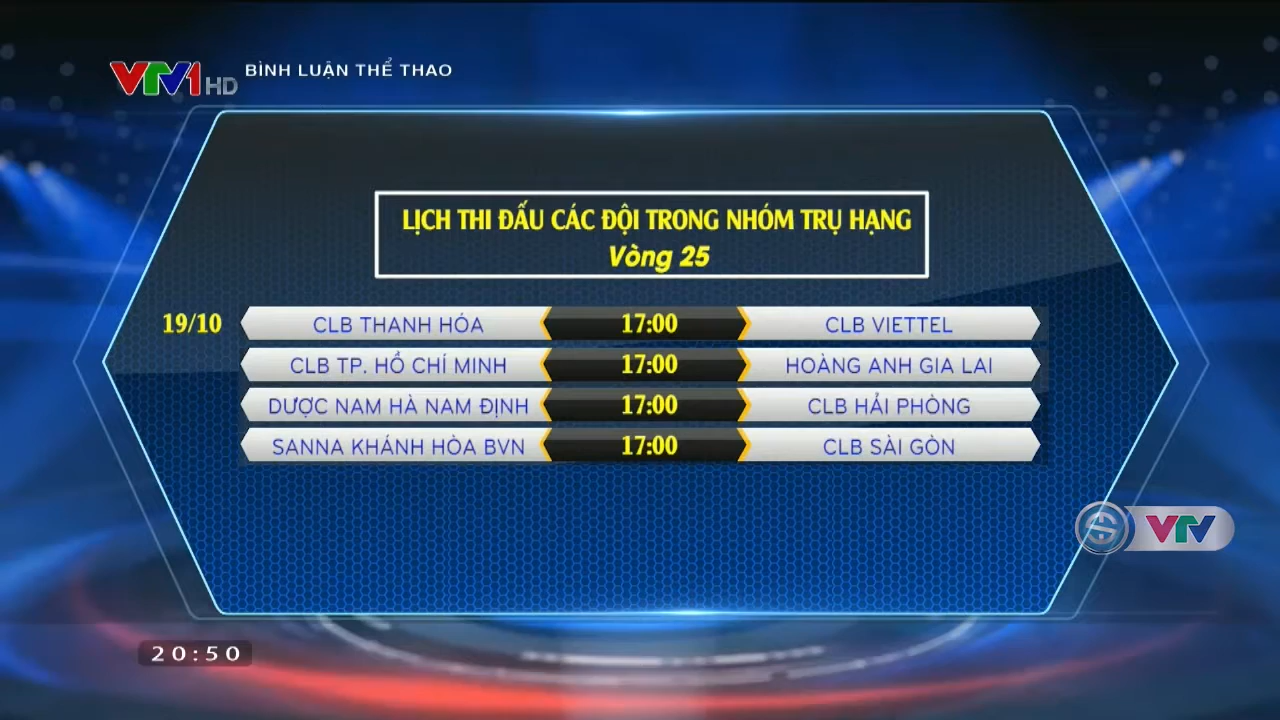 VTV1 HD
BÌNH LUẬN THỂ THAO
LỊCH THI ĐẤU CÁC ĐỘI TRONG NHÓM TRỤ HẠNG
Vòng 25
19/10 CLB THANH HÓA 17:00 CLB VIETTEL
CLB TP. HỒ CHÍ MINH 17:00 HOÀNG ANH GIA LAI
DƯỢC NAM HÀ NAM ĐỊNH 17:00 CLB HẢI PHÒNG
SANNA KHÁNH HÒA BVN 17:00 CLB SÀI GÒN
VTV
20:50